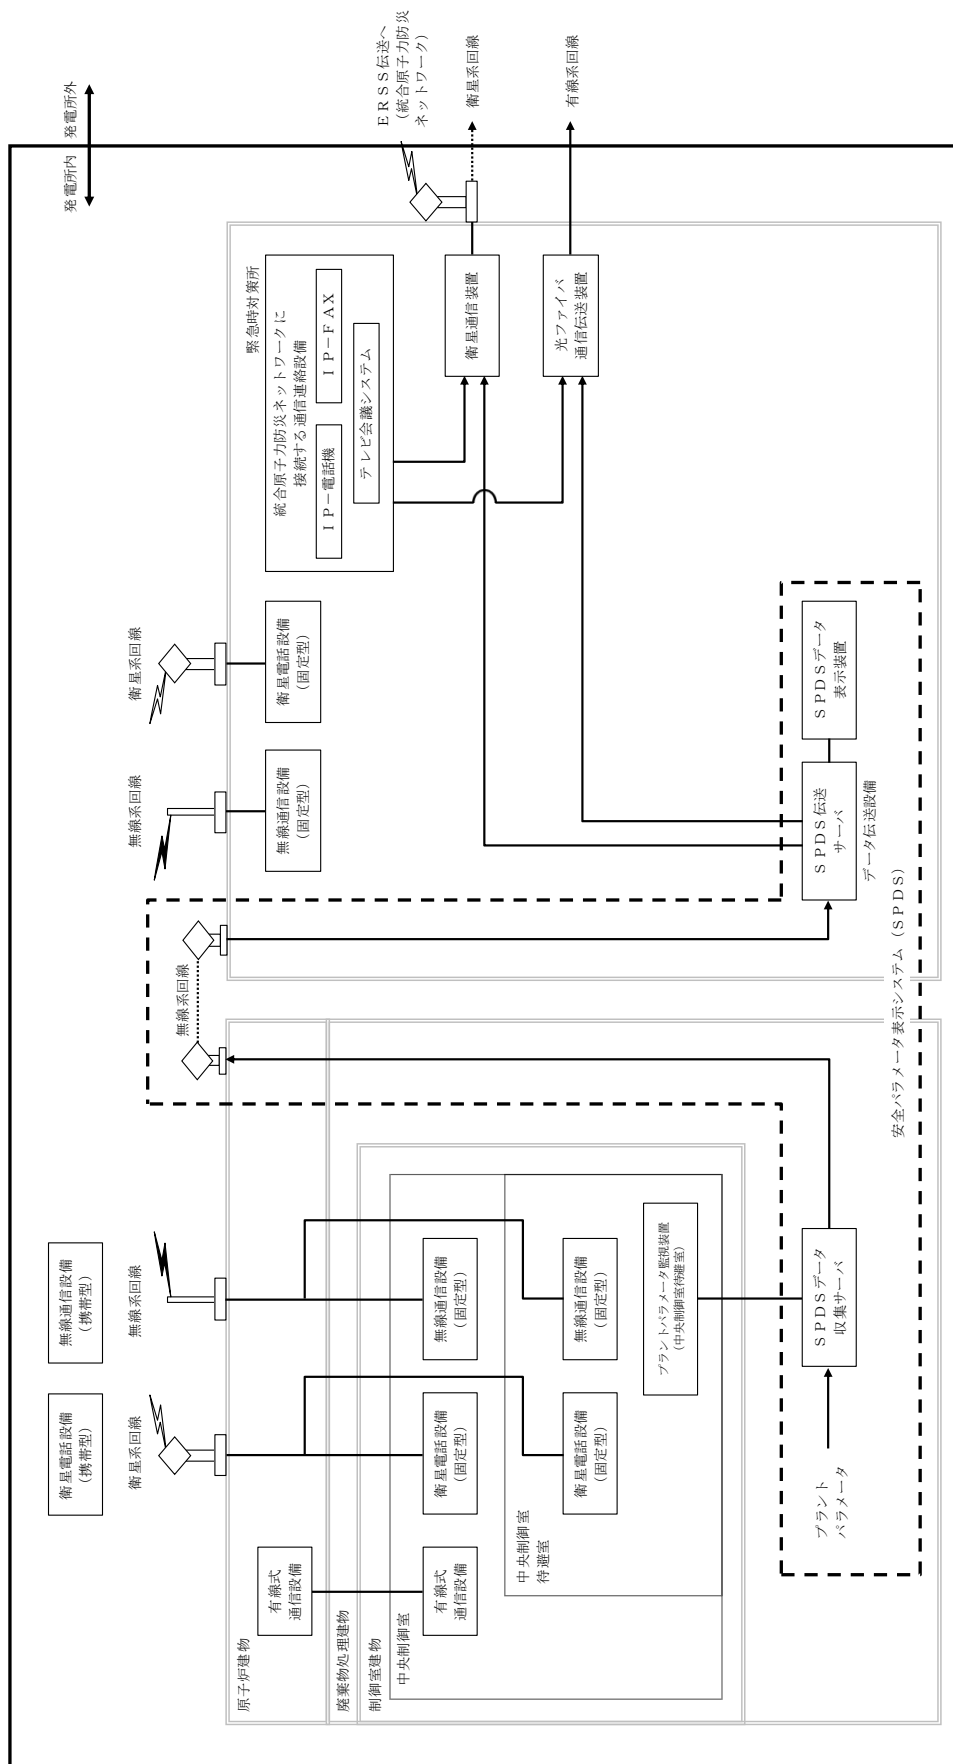 発電所内
発電所外
ERSS伝送へ
(統合原子力防災
ネットワーク)
衛星系回線
有線系回線
無線通信設備
(携帯型)
衛星電話設備
(携帯型)
衛星系回線
無線系回線
無線系回線
無線系回線
衛星系回線
原子炉建物
有線式
通信設備
廃棄物処理建物
制御室建物
中央制御室
有線式
通信設備
衛星電話設備
(固定型)
無線通信設備
(固定型)
中央制御室
待避室
衛星電話設備
(固定型)
無線通信設備
(固定型)
プラントパラメータ監視装置
(中央制御室待避室)
プラント
パラメータ
SPDSデータ
収集サーバ
安全パラメータ表示システム(SPDS)
無線通信設備
(固定型)
衛星電話設備
(固定型)
緊急時対策所
統合原子力防災ネットワークに
接続する通信連絡設備
IP-電話機
IP-FAX
テレビ会議システム
衛星通信装置
光ファイバ
通信伝送装置
SPDS伝送
サーバ
データ伝送設備
SPDSデータ
表示装置